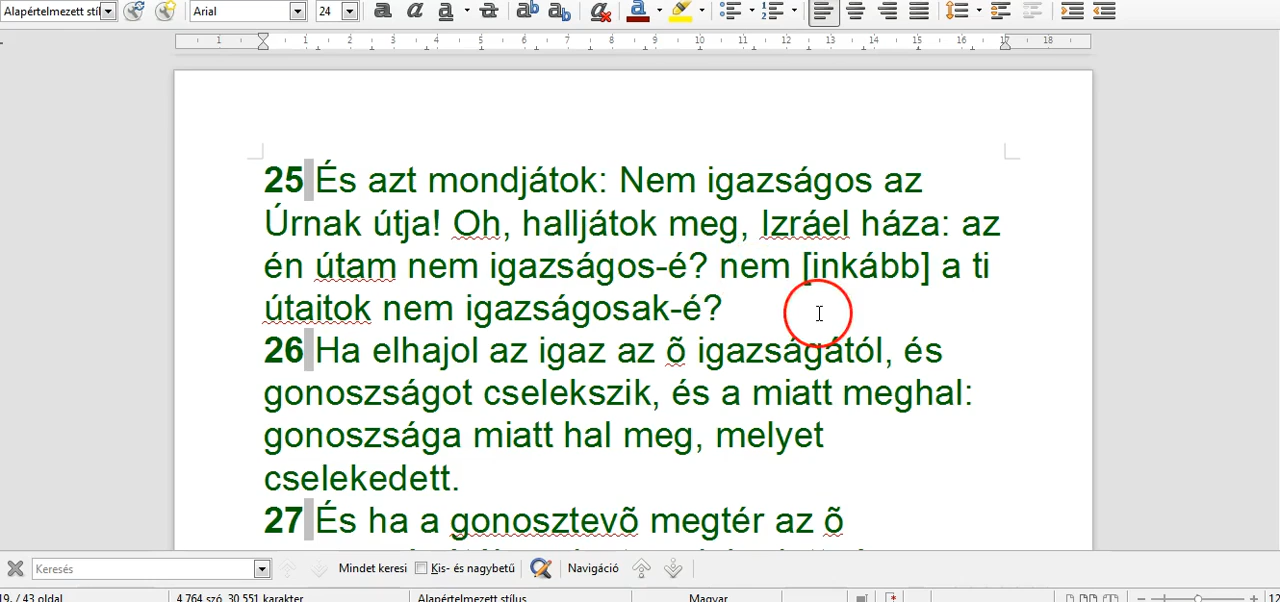 Alapértelmezett stíl Arial 24
1 1 2 3 4 5 6 7 8 9 10 11 12 13 14 15 16 17 18
25 És azt mondjátok: Nem igazságos az
Úrnak útja! Oh, halljátok meg, Izráel háza: az
én útam nem igazságos-é? nem [inkább] a ti
útaitok nem igazságosak-é?
26 Ha elhajol az igaz az õ igazságától, és
gonoszságot cselekszik, és a miatt meghal:
gonoszsága miatt hal meg, melyet
cselekedett.
27 És ha a gonosztevõ megtér az õ
Keresés Mindet keresi Kis- és nagybetű Navigáció
19. / 43 oldal 4 764 szó, 30 551 karakter Alapértelmezett stílus Magyar